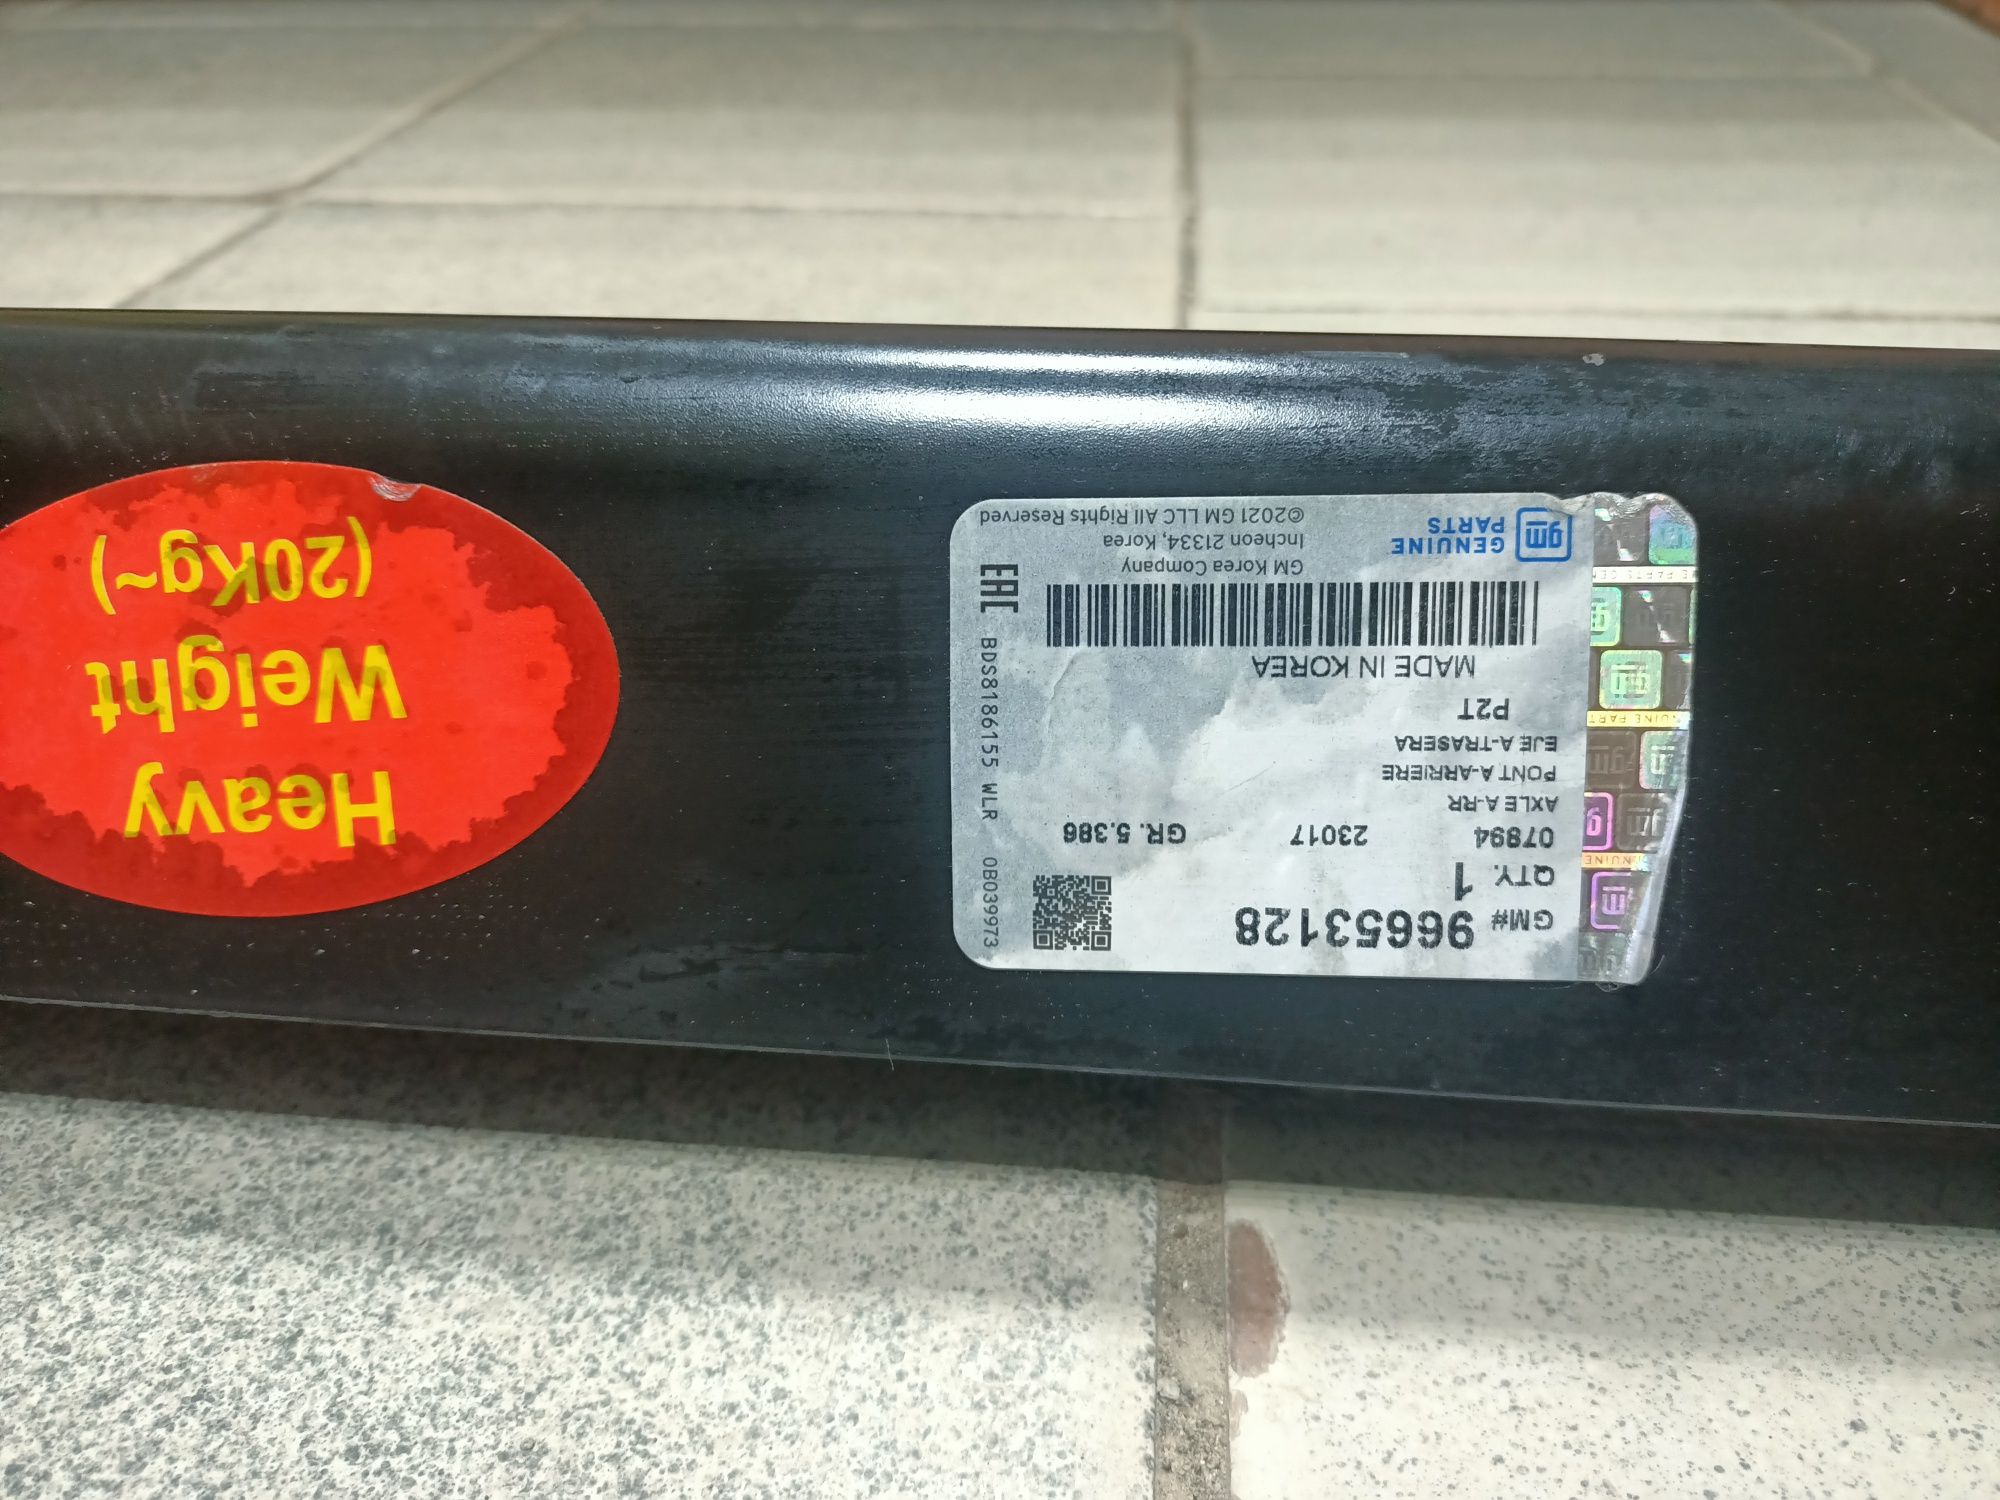 Heavy
Weight
(20Kg~)
GM# 96653128
QTY. 1
07894 23017 GR. 5.386
AXLE A-RR
PONT A-ARRIERE
EJE A-TRASERA
P2T
MADE IN KOREA
GM Korea Company
Incheon 21334, Korea
©2021 GM LLC All Rights Reserved
gm GENUINE
PARTS
EAC BDS8186155 WLR 0B039973